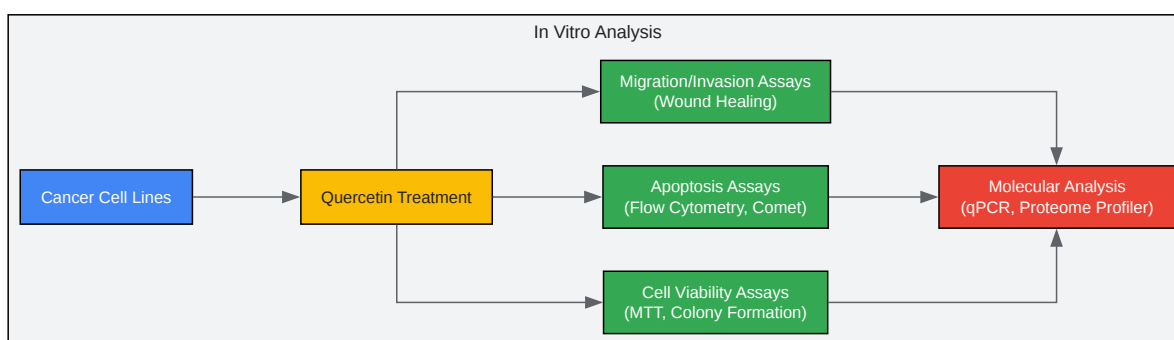 In Vitro Analysis
Migration/Invasion Assays
(Wound Healing)
Cancer Cell Lines
Quercetin Treatment
Apoptosis Assays
(Flow Cytometry, Comet)
Molecular Analysis
(qPCR, Proteome Profiler)
Cell Viability Assays
(MTT, Colony Formation)